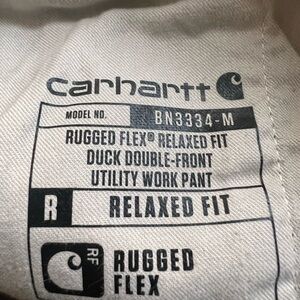 carhartt
MODEL NO. BN3334-M
RUGGED FLEX® RELAXED FIT
DUCK DOUBLE-FRONT
UTILITY WORK PANT
R RELAXED FIT
RF RUGGED
FLEX